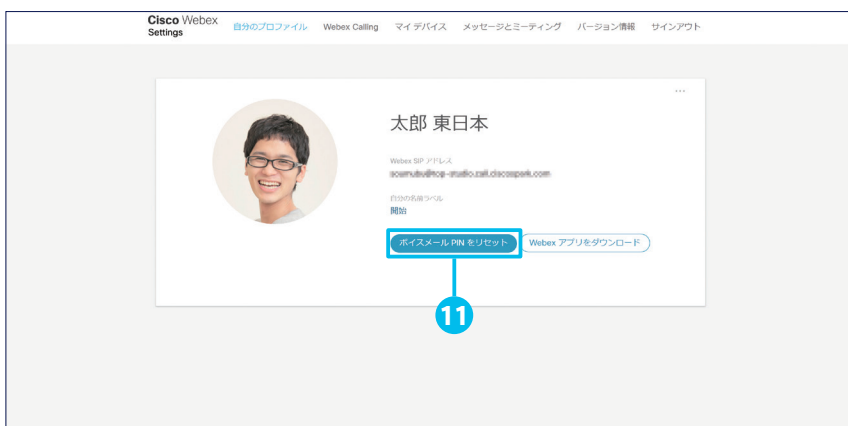 Cisco Webex
Settings
自分のプロファイル Webex Calling マイ デバイス メッセージとミーティング バージョン情報 サインアウト
太郎 東日本
Webex SIP アドレス
自分の名前ラベル
開始
ボイスメール PIN をリセット Webex アプリをダウンロード
11